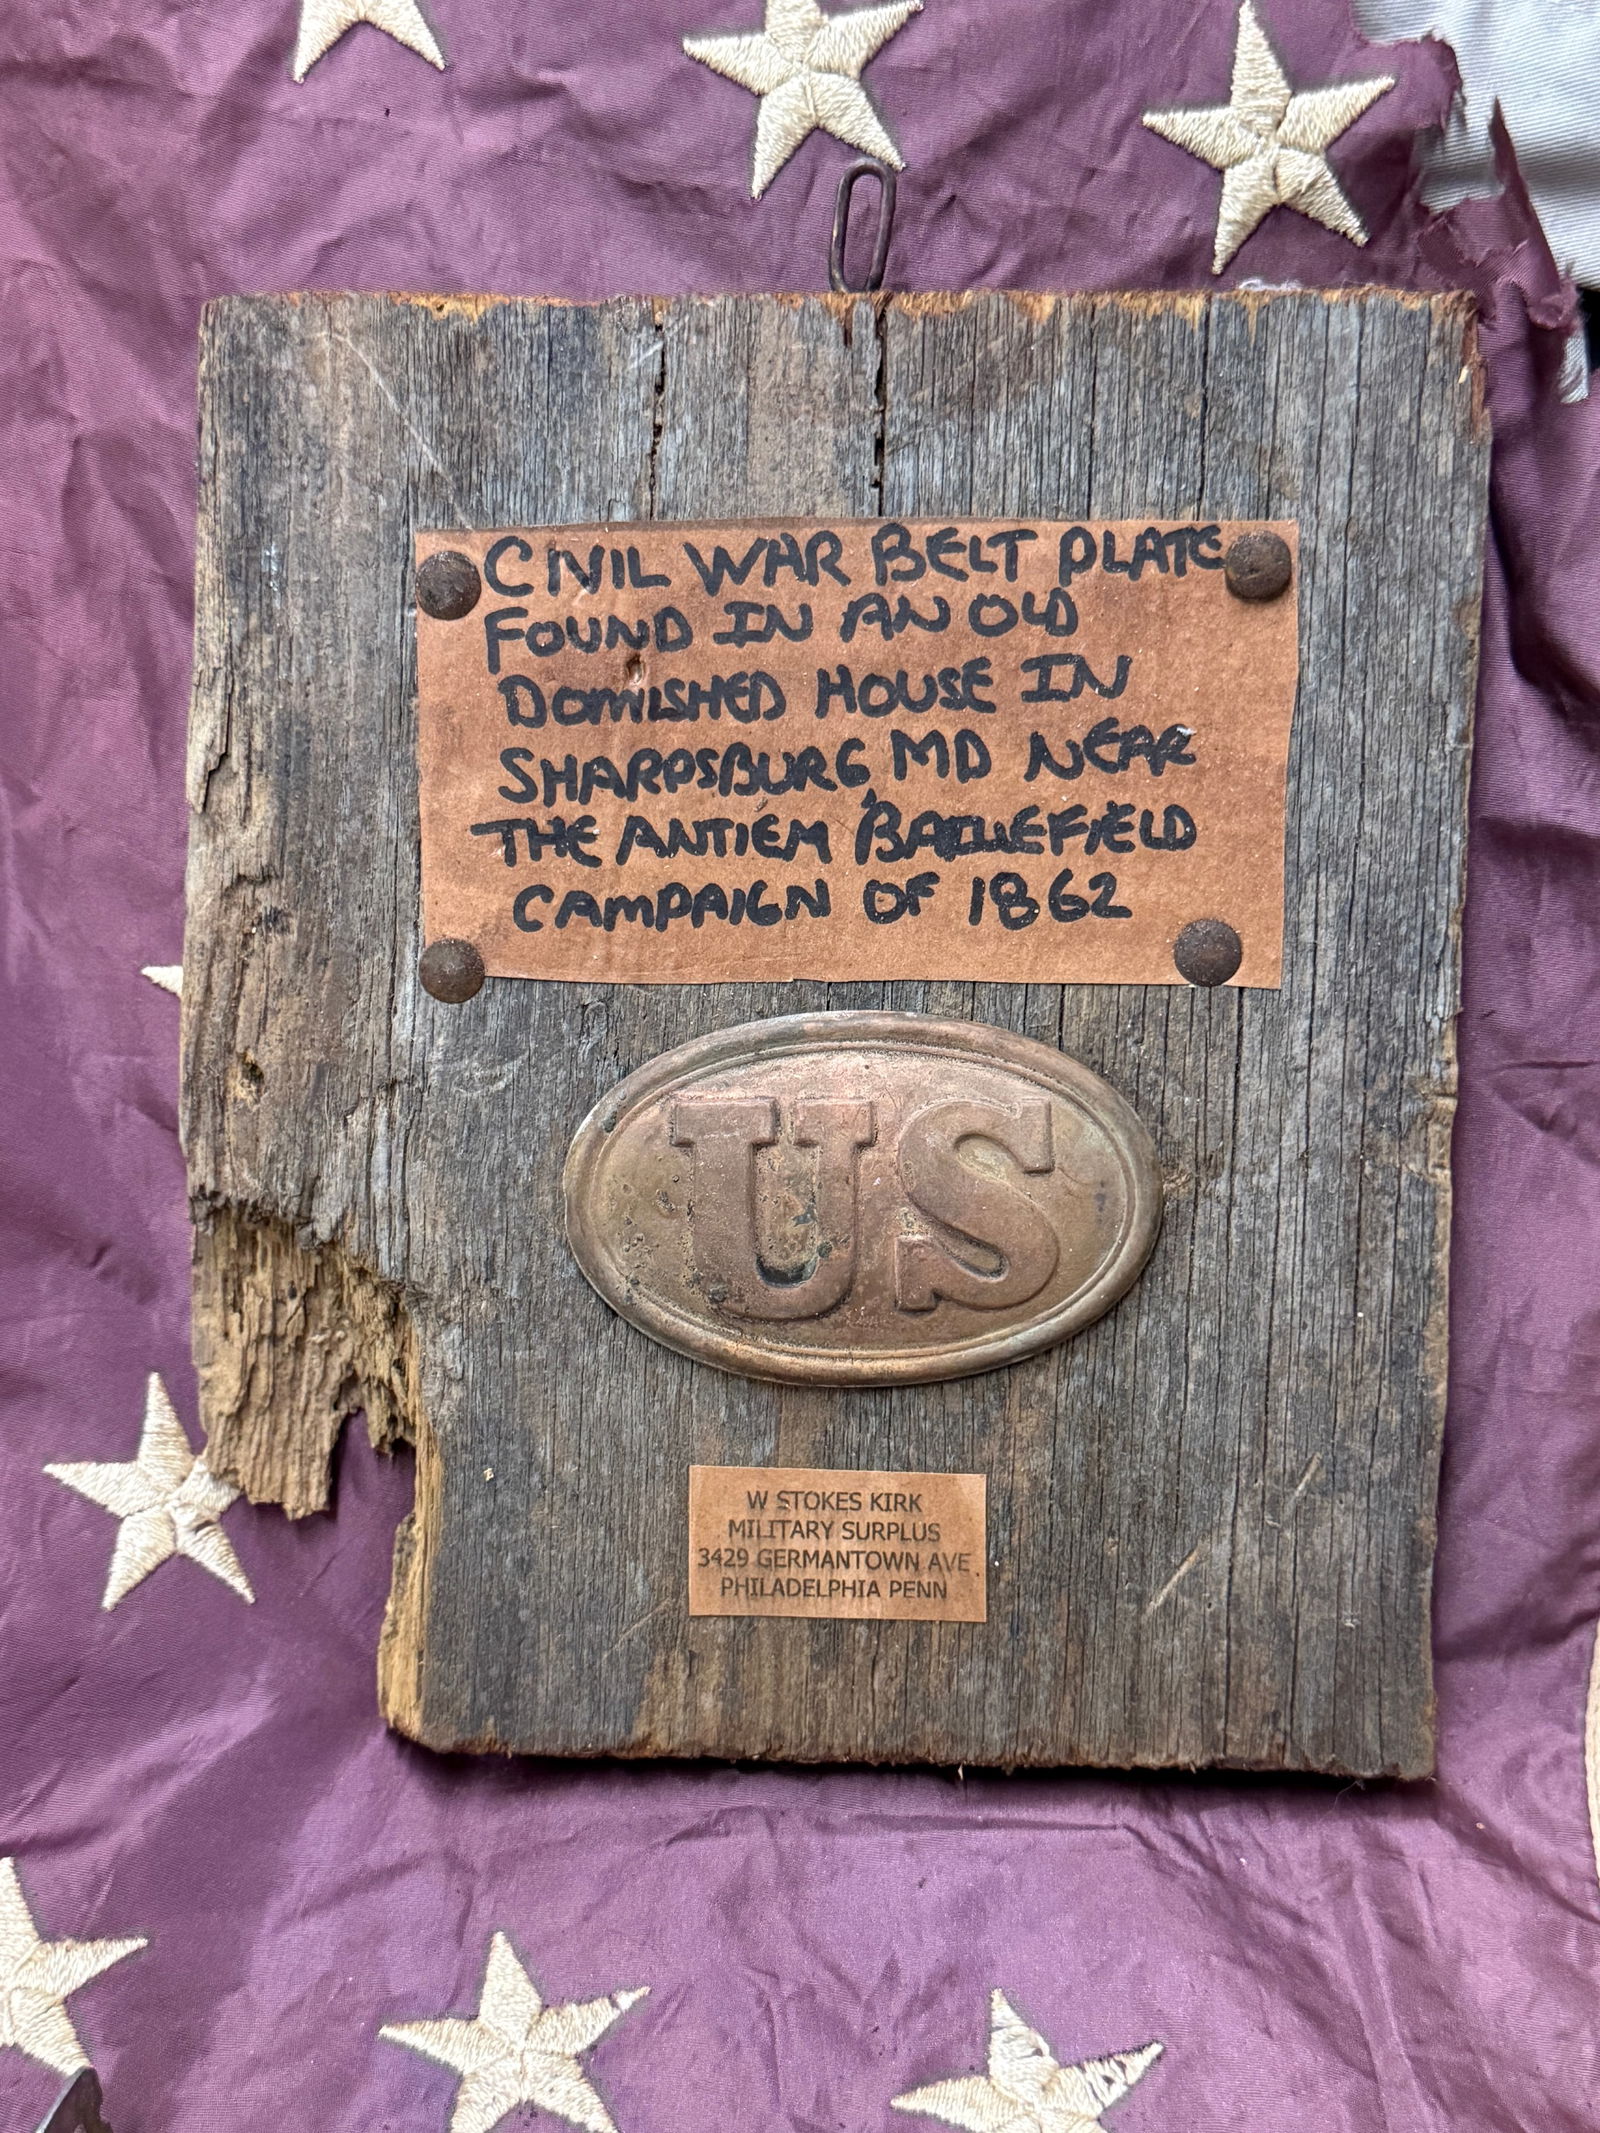 CIVIL WAR BELT PLATE
FOUND IN AN OLD
DOMILSHED HOUSE IN
SHARPSBURG, MD NEAR
THE ANTIEM BATTLEFIELD
CAMPAIGN OF 1862
US
W STOKES KIRK
MILITARY SURPLUS
3429 GERMANTOWN AVE
PHILADELPHIA PENN